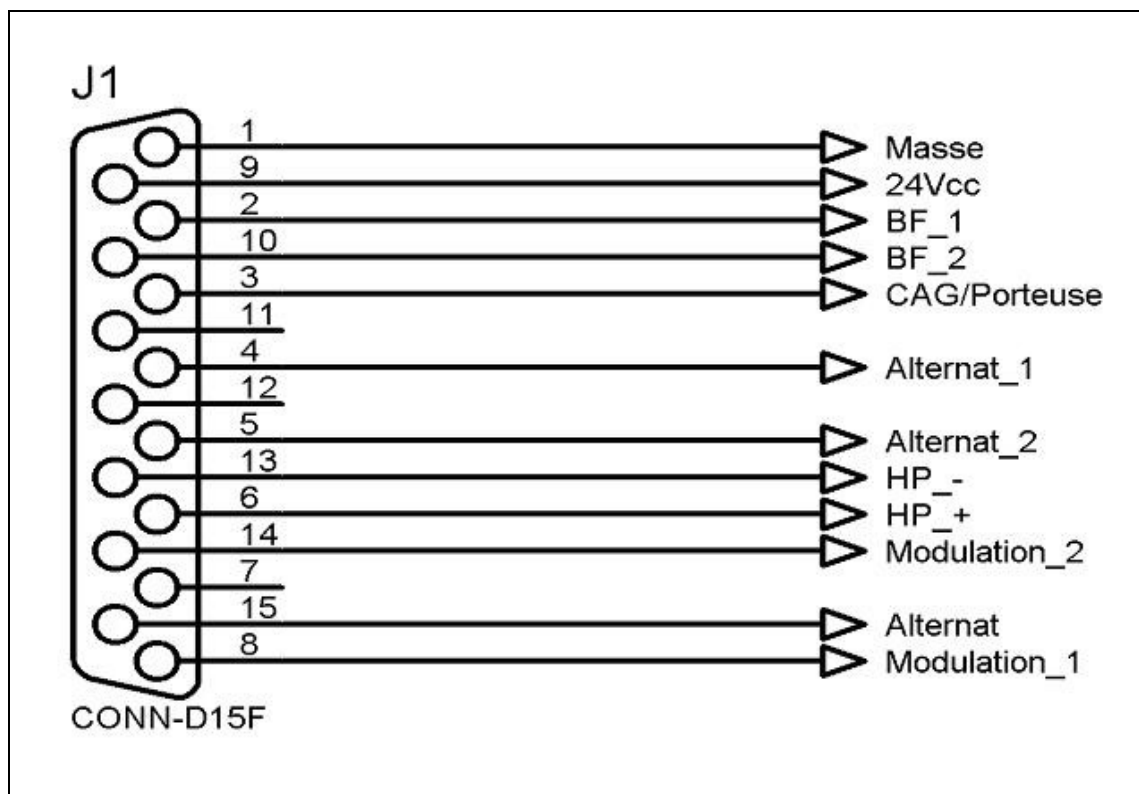 J1
1 Masse
9 24Vcc
2 BF_1
10 BF_2
3 CAG/Porteuse
11
4 Alternat_1
12
5 Alternat_2
13 HP_-
6 HP_+
14 Modulation_2
7
15 Alternat
8 Modulation_1
CONN-D15F